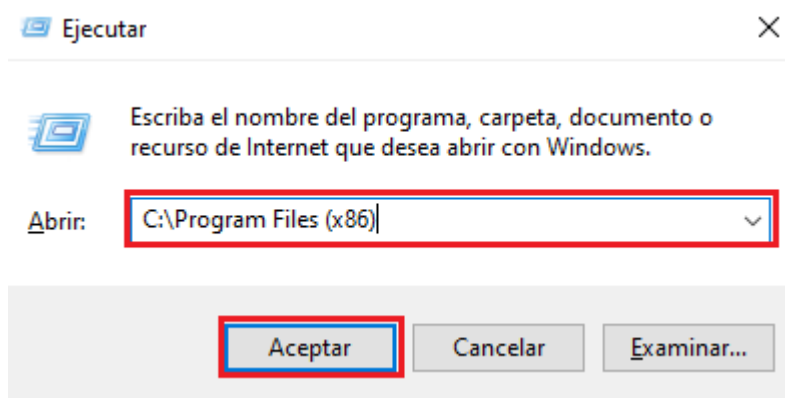 Ejecutar
Escriba el nombre del programa, carpeta, documento o
recurso de Internet que desea abrir con Windows.
Abrir: C:\Program Files (x86)
Aceptar Cancelar Examinar...